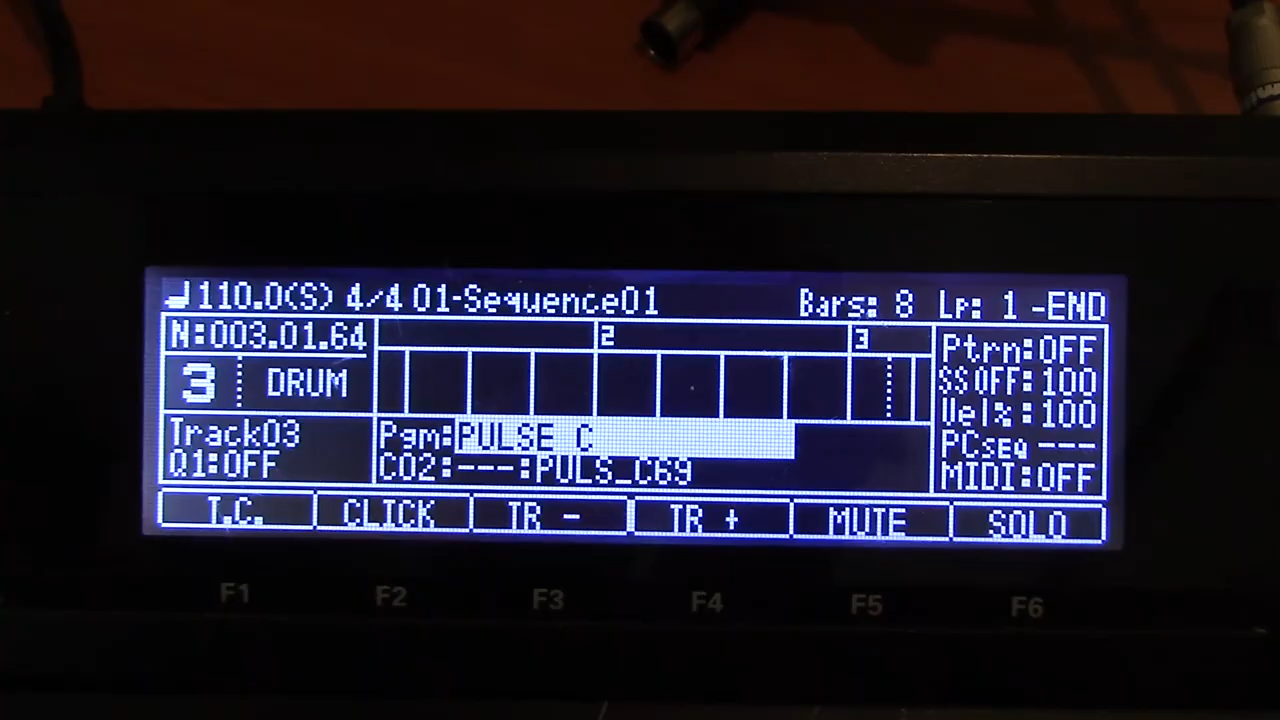 110.0(S) 4/4 01-Sequence01 Bars: 8 Lp: 1 -END
N:003.01.64
2 3
3 DRUM
Ptrn:OFF
SS OFF:100
Vel%:100
PCSEQ ---
MIDI:OFF
Track03
Q1:OFF
Pgm:PULSE C
C02:---:PULS_C69
T.C. CLICK TR - TR + MUTE SOLO
F1 F2 F3 F4 F5 F6